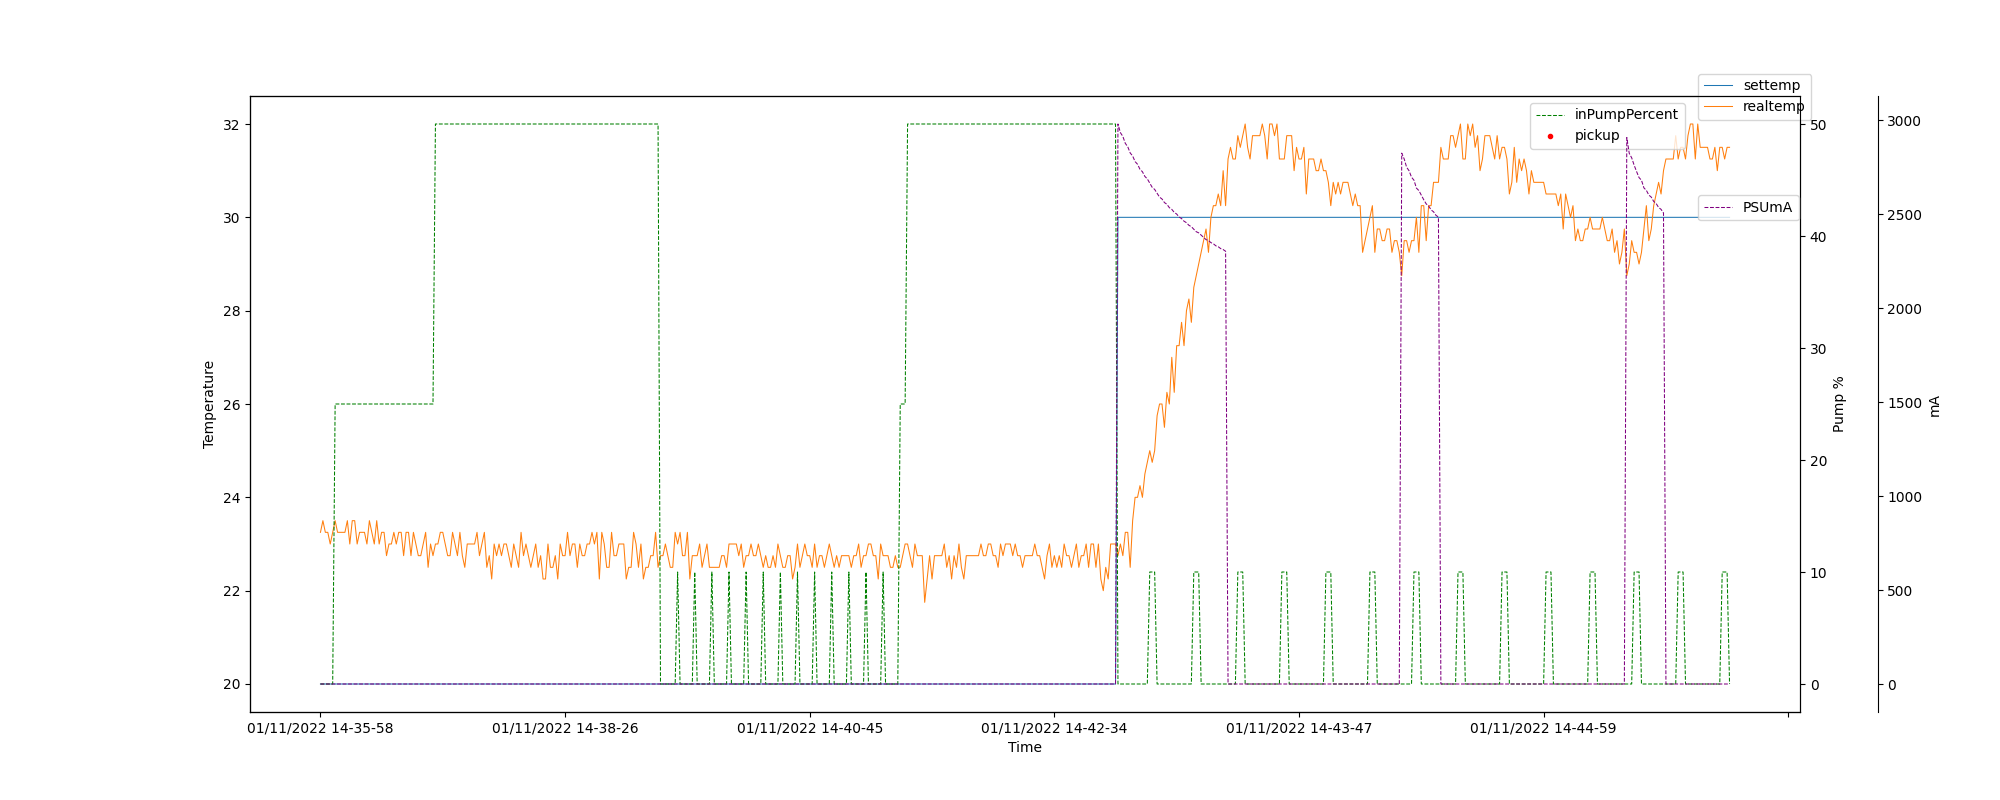 settemp
realtemp
inPumpPercent
pickup
PSUmA
32
30
28
26
24
22
20
Temperature
50
40
30
20
10
0
Pump %
3000
2500
2000
1500
1000
500
0
mA
01/11/2022 14-35-58
01/11/2022 14-38-26
01/11/2022 14-40-45
01/11/2022 14-42-34
01/11/2022 14-43-47
01/11/2022 14-44-59
Time